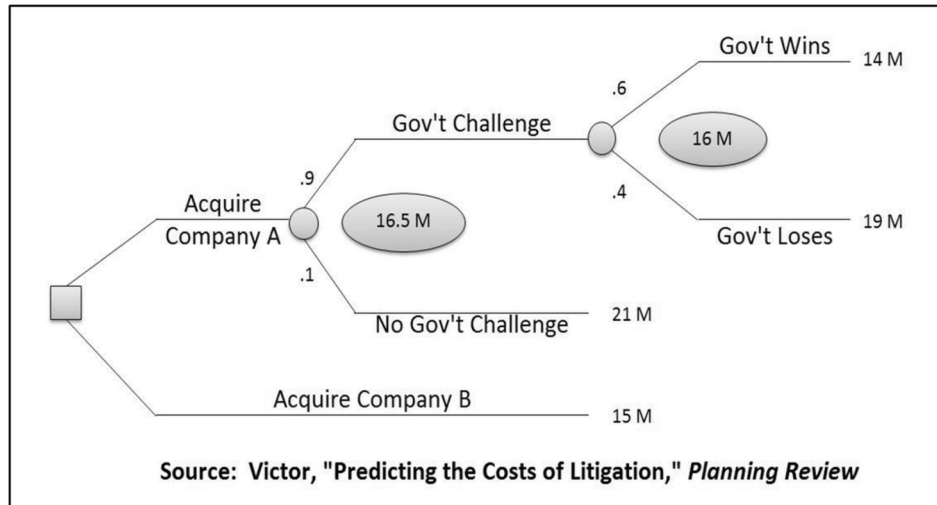 Gov't Wins
14 M
.6
Gov't Challenge
16 M
.9
.4
Acquire
Company A
16.5 M
19 M
Gov't Loses
.1
21 M
No Gov't Challenge
Acquire Company B
15 M
Source: Victor, "Predicting the Costs of Litigation," Planning Review